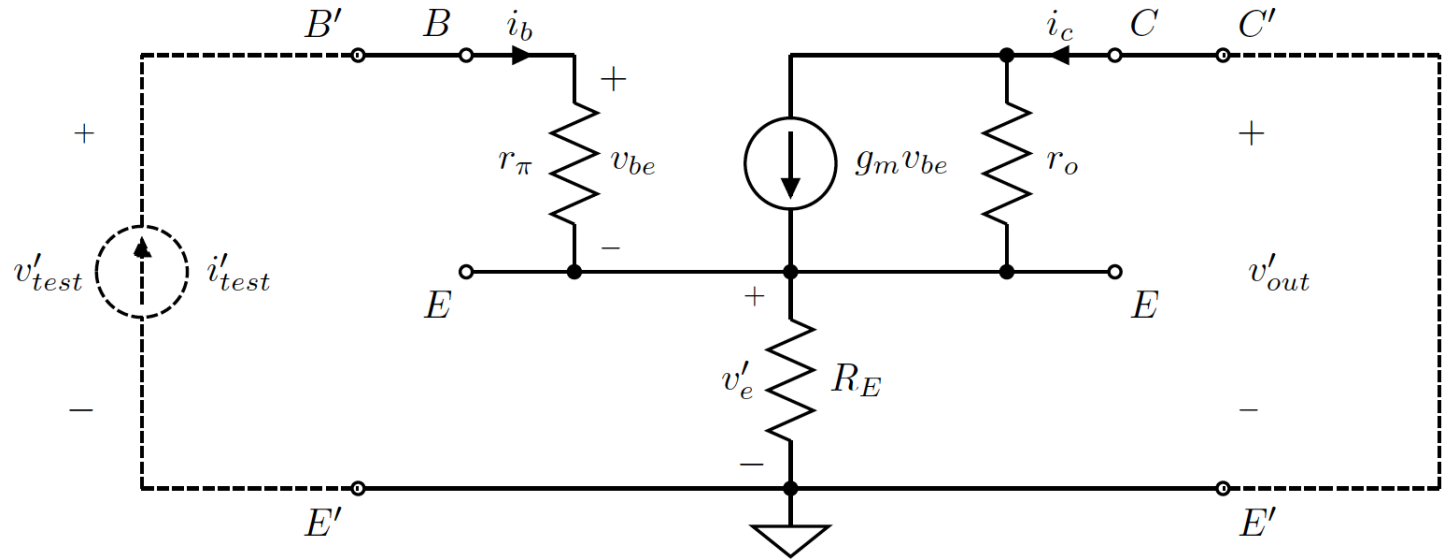 B′ B i_b i_c C C′
+ + +
r_π v_be g_m v_be r_o
− 
v′_test i′_test E + E v′_out
v′_e R_E
− − −
E′ E′